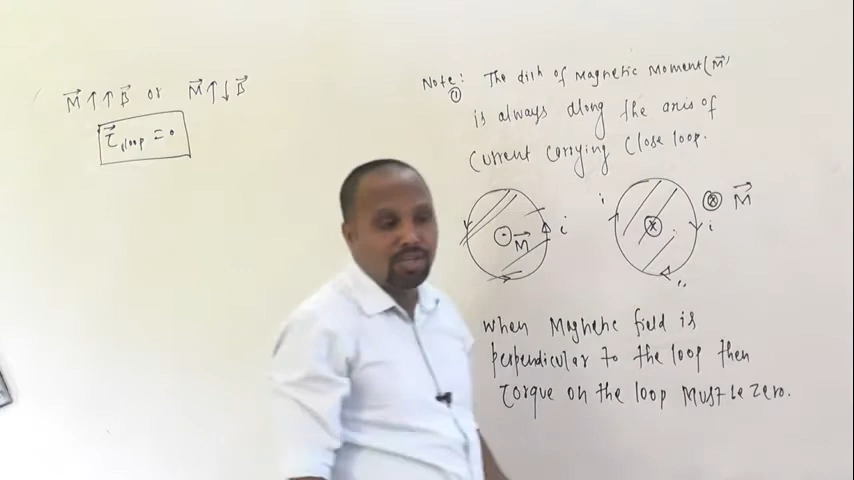 M⃗ ↑↑ B⃗ or M⃗ ↑↓ B⃗
τ⃗ loop = 0
Note: The dirn of Magnetic Moment (M⃗)
①
is always along the axis of
current carrying close loop.
i M⃗
M⃗ i i
i
When Magnetic field is
perpendicular to the loop then
Torque on the loop Must be zero.